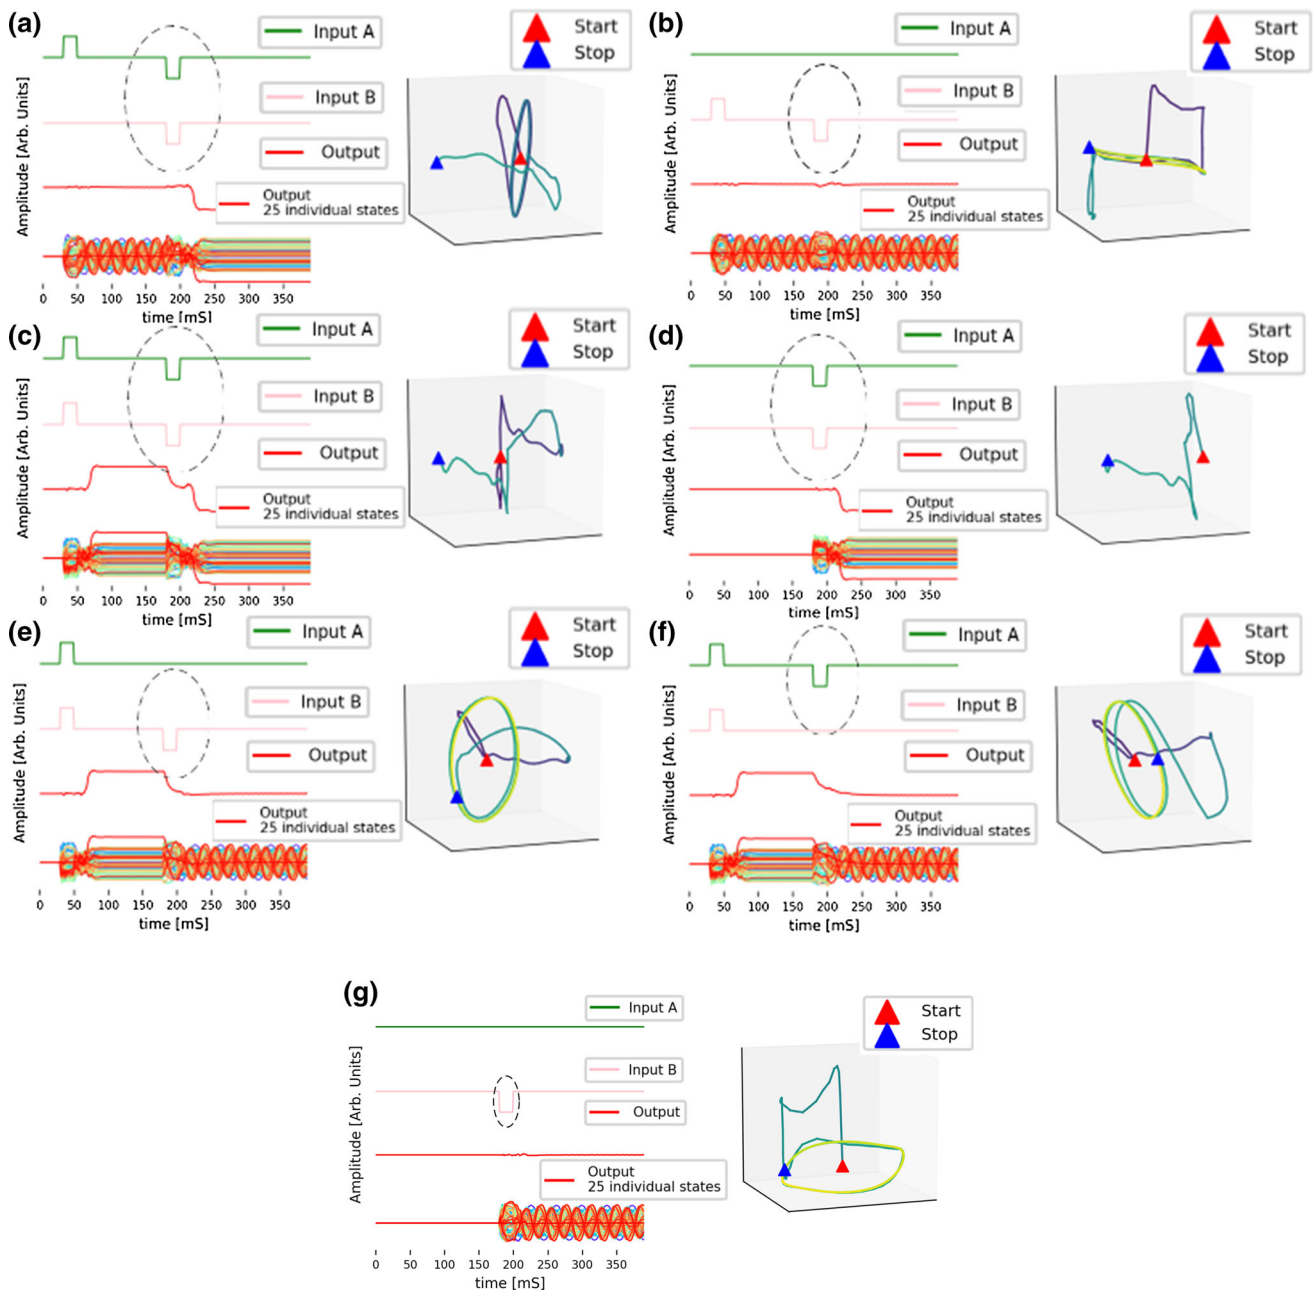 (a)
Input A
Input B
Output
Output
25 individual states
Amplitude [Arb. Units]
0 50 100 150 200 250 300 350
time [mS]
Start
Stop
(b)
Input A
Input B
Output
Output
25 individual states
Amplitude [Arb. Units]
0 50 100 150 200 250 300 350
time [mS]
Start
Stop
(c)
Input A
Input B
Output
Output
25 individual states
Amplitude [Arb. Units]
0 50 100 150 200 250 300 350
time [mS]
Start
Stop
(d)
Input A
Input B
Output
Output
25 individual states
Amplitude [Arb. Units]
0 50 100 150 200 250 300 350
time [mS]
Start
Stop
(e)
Input A
Input B
Output
Output
25 individual states
Amplitude [Arb. Units]
0 50 100 150 200 250 300 350
time [mS]
Start
Stop
(f)
Input A
Input B
Output
Output
25 individual states
Amplitude [Arb. Units]
0 50 100 150 200 250 300 350
time [mS]
Start
Stop
(g)
Input A
Input B
Output
Output
25 individual states
Amplitude [Arb. Units]
0 50 100 150 200 250 300 350
time [mS]
Start
Stop